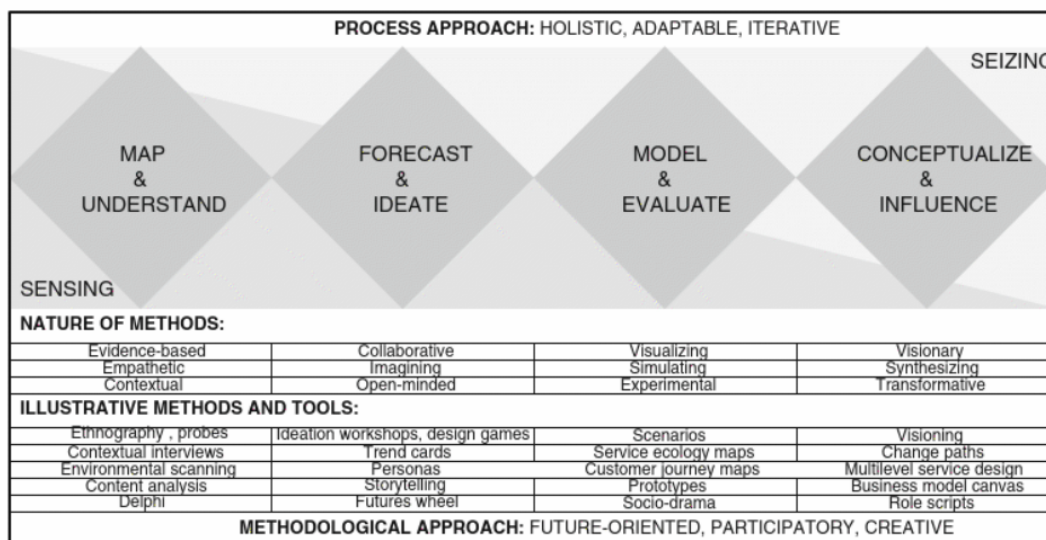 PROCESS APPROACH: HOLISTIC, ADAPTABLE, ITERATIVE
SEIZING
MAP
&
UNDERSTAND
FORECAST
&
IDEATE
MODEL
&
EVALUATE
CONCEPTUALIZE
&
INFLUENCE
SENSING
NATURE OF METHODS:
Evidence-based Collaborative Visualizing Visionary
Empathetic Imagining Simulating Synthesizing
Contextual Open-minded Experimental Transformative
ILLUSTRATIVE METHODS AND TOOLS:
Ethnography , probes Ideation workshops, design games Scenarios Visioning
Contextual interviews Trend cards Service ecology maps Change paths
Environmental scanning Personas Customer journey maps Multilevel service design
Content analysis Storytelling Prototypes Business model canvas
Delphi Futures wheel Socio-drama Role scripts
METHODOLOGICAL APPROACH: FUTURE-ORIENTED, PARTICIPATORY, CREATIVE